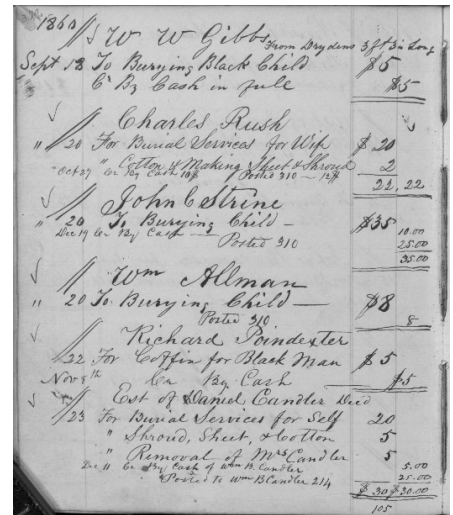 1860
W W Gibbs From Drydens 3 ft 3 in Long
Sept 18 To Burying Black Child $5
Cr By Cash in full $5
Charles Rush
" 20 For Burial Services for Wife $ 20
" Cotton & Making Sheet & Shroud 2
Oct 27 Cr By Cash 10$ Posted 310 — 12$ 22, 22
John C Strine
" 20 To Burying Child — $35 10.00
Dec 19 Cr By Cash — Posted 310 25.00
35.00
Wm Allman
" 20 To Burying Child — $8
Posted 310 8
Richard Poindexter
22 For Coffin for Black Man $ 5
Nov 8th Cr By Cash $5
Est of Daniel Candler Decd
" 23 For Burial Services for Self 20
" Shroud, Sheet, & Cotton 5
" Removal of Mrs Candler 5
Dec 11 Cr By Cash of Wm B Candler 5.00
Posted to Wm B Candler 214 25.00
$ 30 $30.00
105